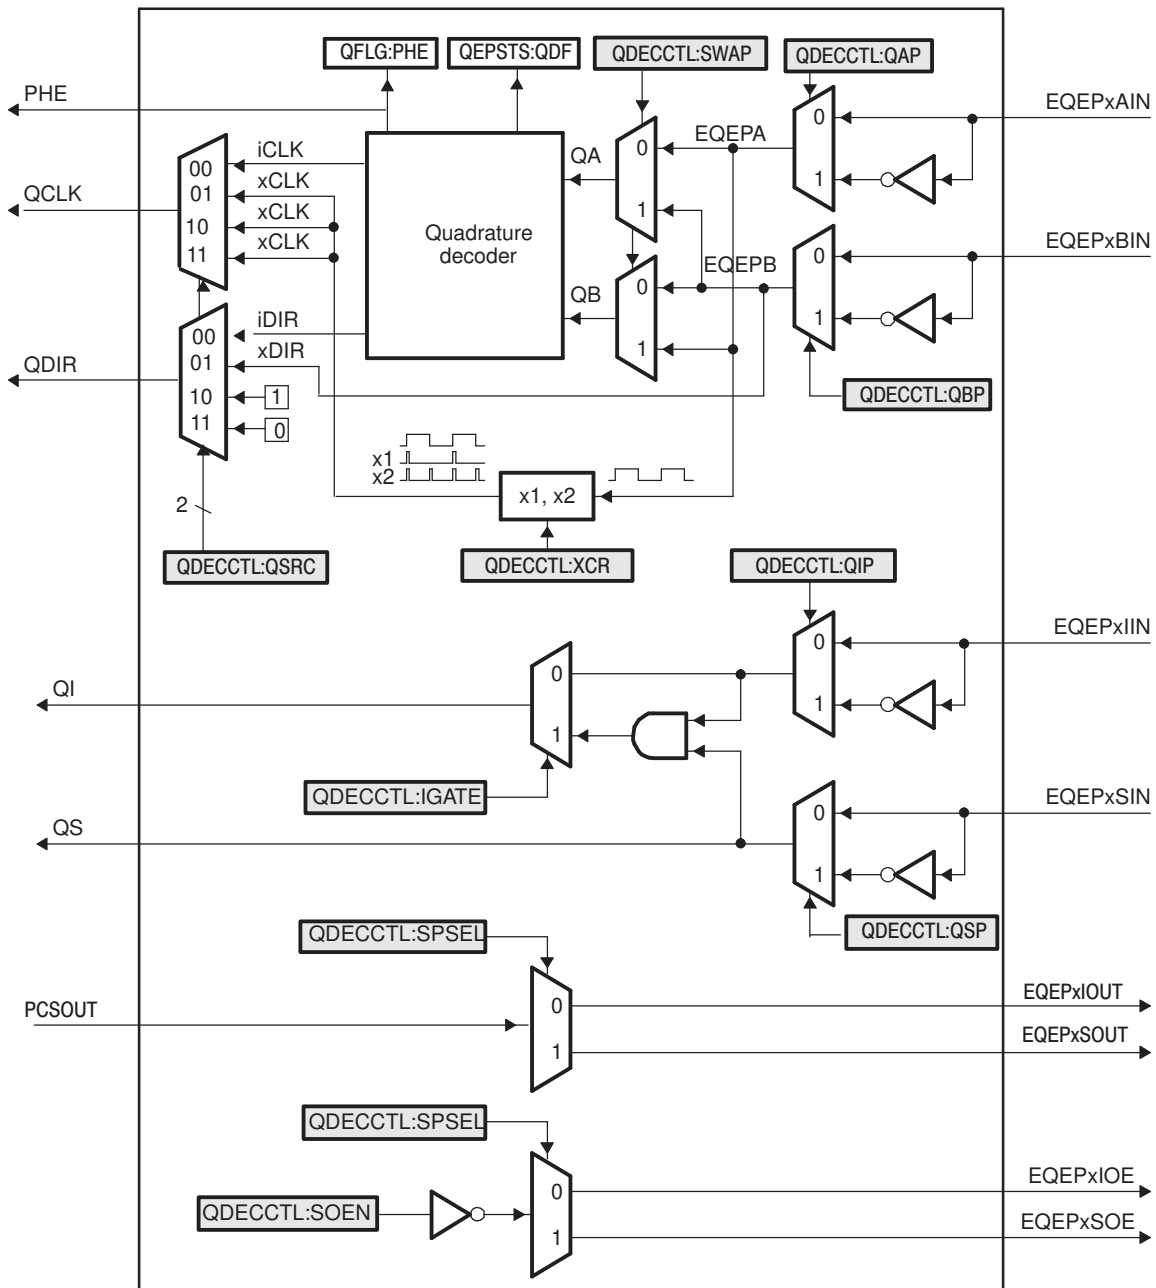 QFLG:PHE
QEPSTS:QDF
QDECCTL:SWAP
QDECCTL:QAP
PHE
EQEPxAIN
0
EQEPA
iCLK
QA
0
00
1
xCLK
01
QCLK
xCLK
1
10
Quadrature
decoder
xCLK
EQEPxBIN
11
0
EQEPB
QB
0
iDIR
1
00
xDIR
1
QDIR
01
QDECCTL:QBP
10
1
11
0
x1
x2
x1, x2
2
QDECCTL:QSRC
QDECCTL:XCR
QDECCTL:QIP
EQEPxIIN
0
0
QI
1
1
QDECCTL:IGATE
EQEPxSIN
0
QS
1
QDECCTL:SPSEL
QDECCTL:QSP
EQEPxIOUT
PCSOUT
0
EQEPxSOUT
1
QDECCTL:SPSEL
EQEPxIOE
0
QDECCTL:SOEN
EQEPxSOE
1